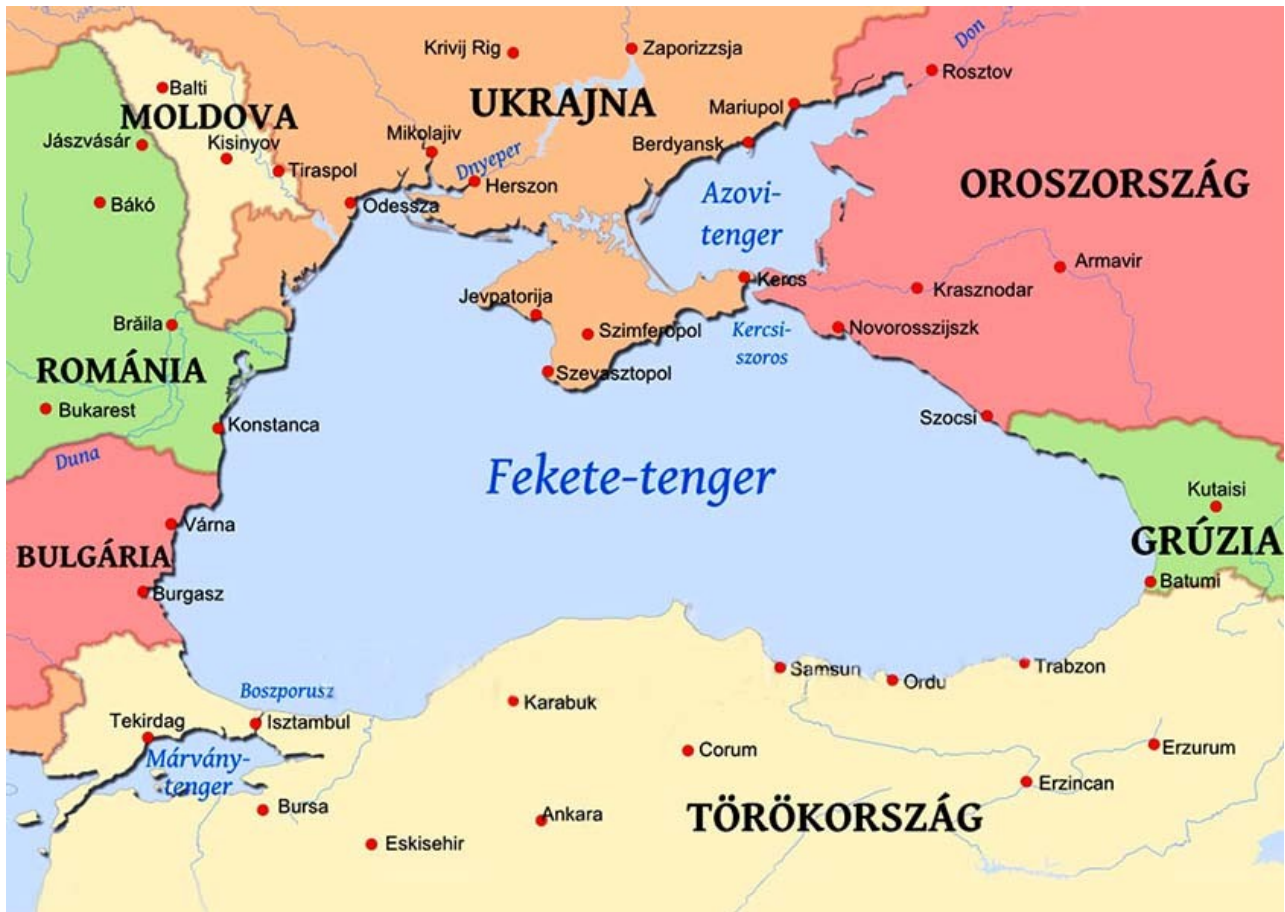 Krivij Rig
Zaporizzsja
Don
Rosztov
Balti
MOLDOVA
UKRAJNA
Mariupol
Jászvásár
Kisinyov
Mikolajiv
Berdyansk
Tiraspol
Dnyeper
Herszon
OROSZORSZÁG
Bákó
Odessza
Azovi-
tenger
Armavir
Kercs
Krasznodar
Jevpatorija
Brăila
Szimferopol
Kercsi-
szoros
Novorosszijszk
ROMÁNIA
Szevasztopol
Bukarest
Konstanca
Szocsi
Duna
Fekete-tenger
Kutaisi
Várna
BULGÁRIA
GRÚZIA
Burgasz
Batumi
Samsun
Ordu
Trabzon
Boszporusz
Karabuk
Tekirdag
Isztambul
Márvány-
tenger
Corum
Erzurum
Erzincan
Bursa
Ankara
TÖRÖKORSZÁG
Eskisehir